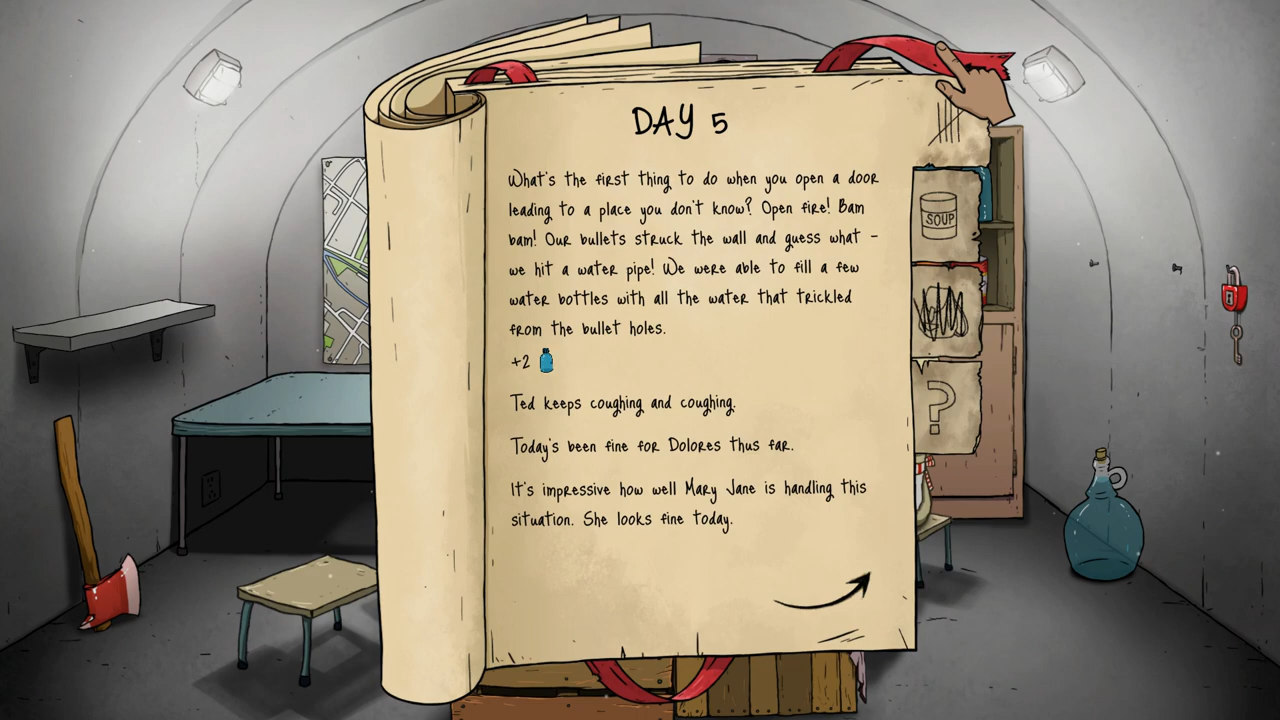 DAY 5
What's the first thing to do when you open a door
leading to a place you don't know? Open fire! Bam
bam! Our bullets struck the wall and guess what -
we hit a water pipe! We were able to fill a few
water bottles with all the water that trickled
from the bullet holes.
+2
Ted keeps coughing and coughing.
Today's been fine for Dolores thus far.
It's impressive how well Mary Jane is handling this
situation. She looks fine today.
SOUP
?